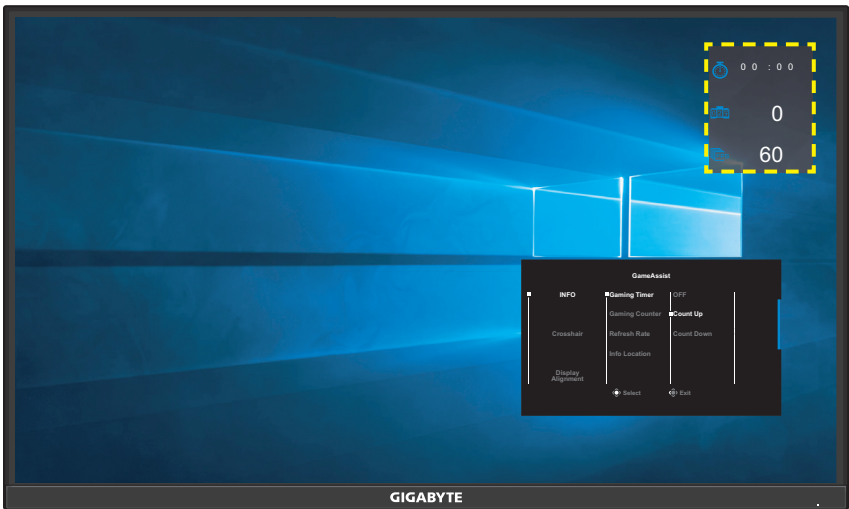 00 :00
0
60
GameAssist
INFO Gaming Timer OFF
Gaming Counter Count Up
Crosshair Refresh Rate Count Down
Info Location
Display
Alignment
Select Exit
GIGABYTE